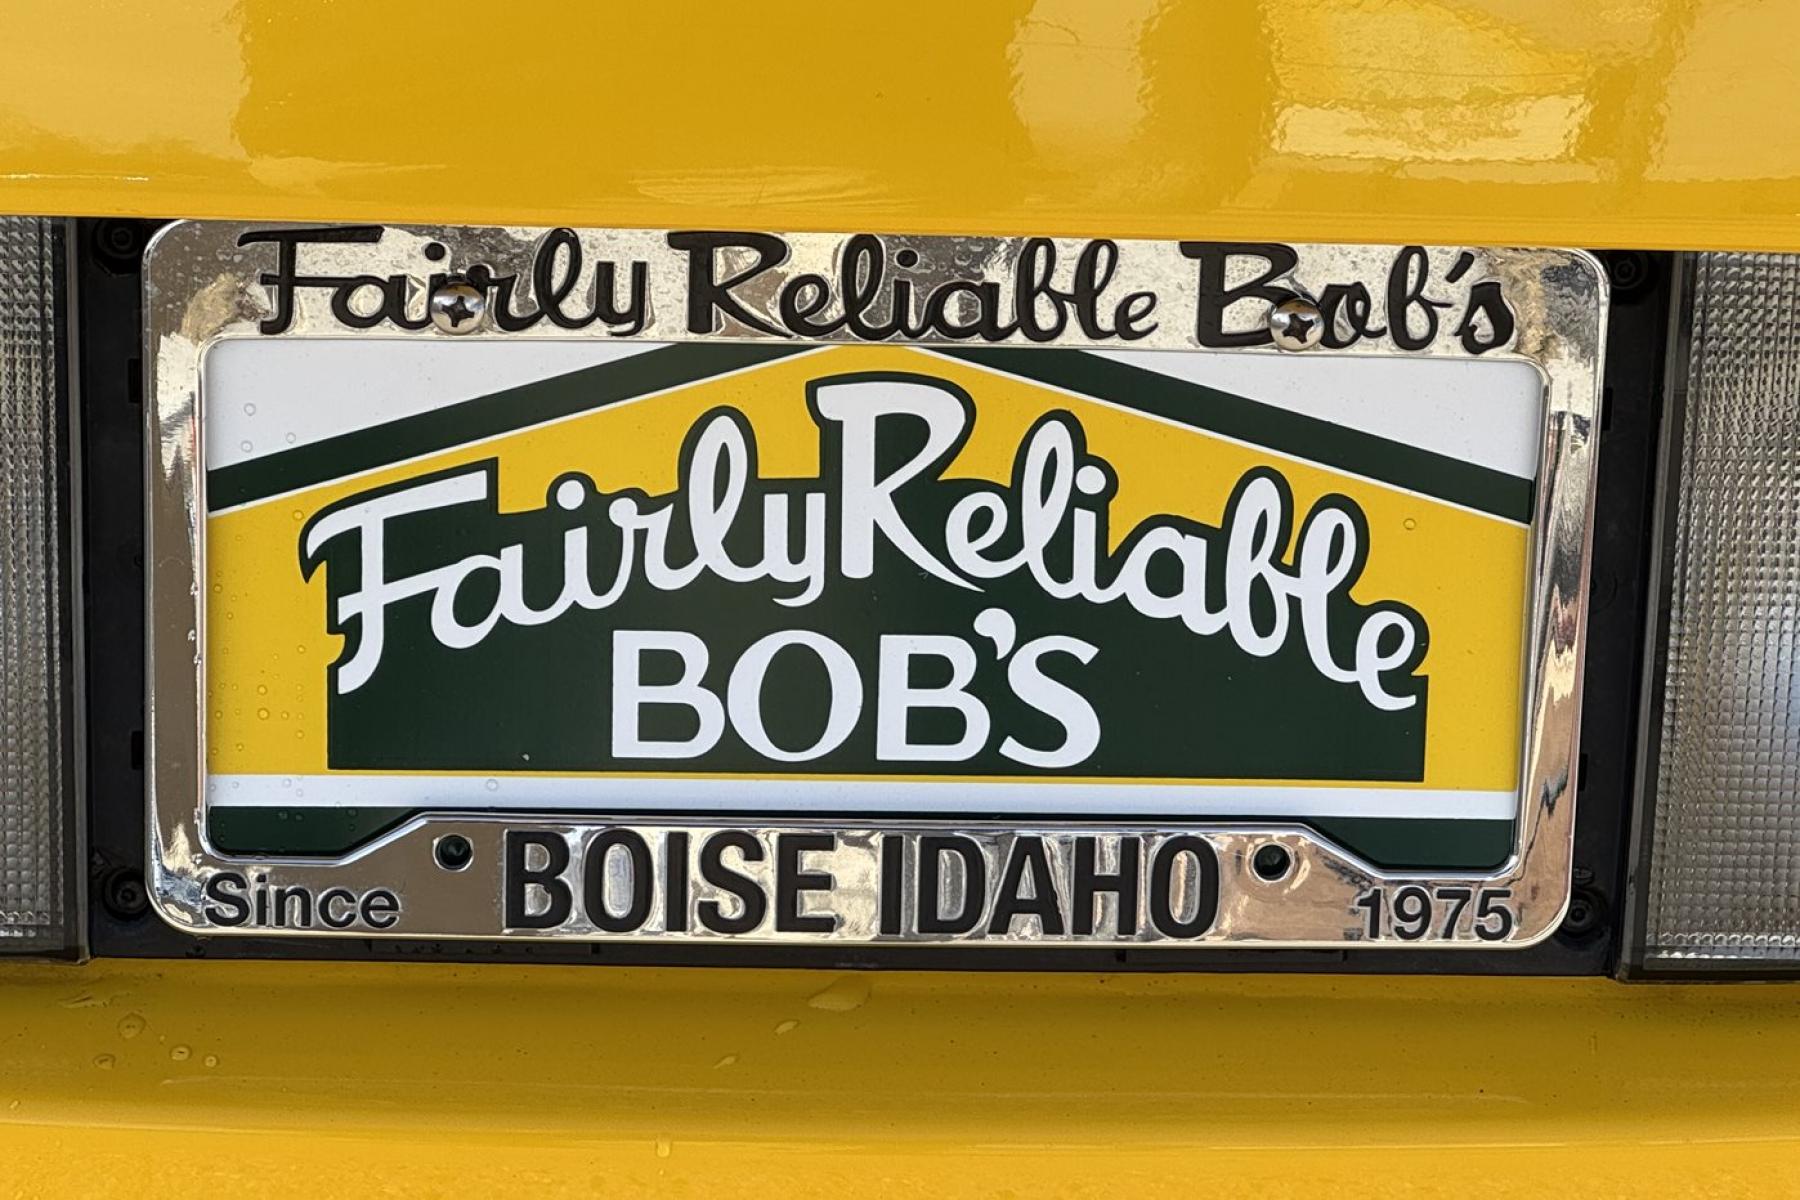 Fairly Reliable Bob's
Fairly Reliable
BOB'S
Since BOISE IDAHO 1975